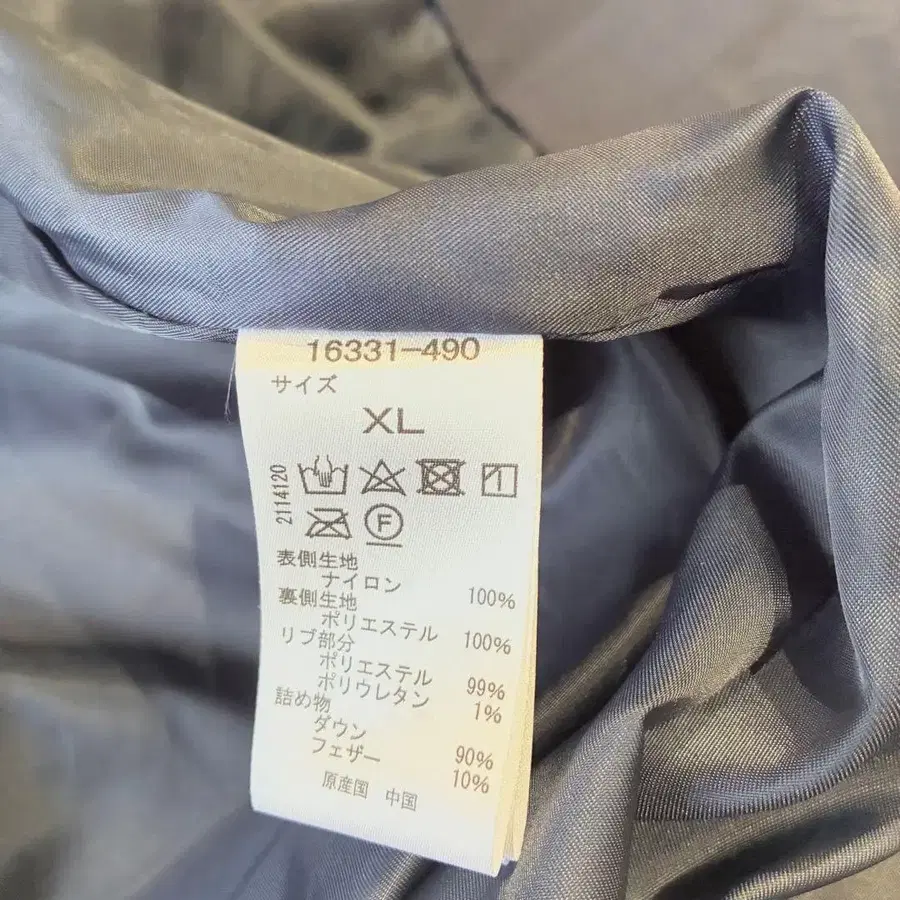 16331-490
サイズ
XL
2114120
F
表側生地
ナイロン 100%
裏側生地
ポリエステル 100%
リブ部分
ポリエステル 99%
ポリウレタン 1%
詰め物
ダウン 90%
フェザー 10%
原産国 中国